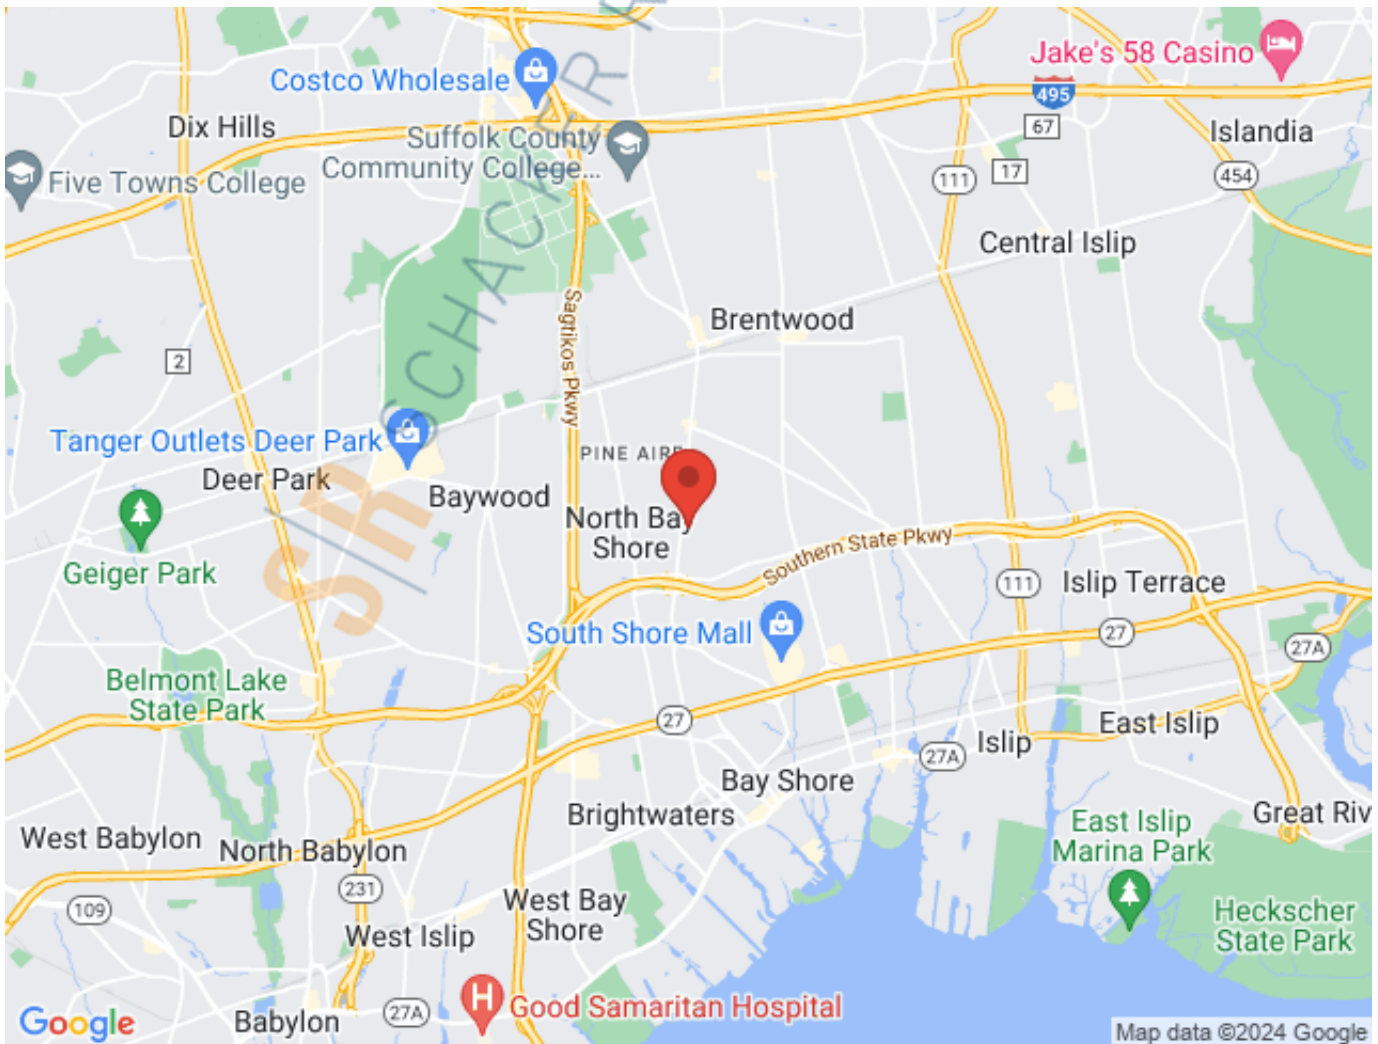 Jake's 58 Casino
Costco Wholesale
495
67
Dix Hills
Suffolk County
Community College...
Islandia
Five Towns College
111
17
454
Central Islip
Sagtikos Pkwy
Brentwood
2
SIR SCHACKER R
Tanger Outlets Deer Park
PINE AIRE
Deer Park
Baywood
North Bay
Shore
Geiger Park
Southern State Pkwy
111
Islip Terrace
South Shore Mall
27
27A
Belmont Lake
State Park
27
East Islip
Islip
27A
Bay Shore
Brightwaters
Great Riv
West Babylon
North Babylon
East Islip
Marina Park
231
109
West Bay
Shore
Heckscher
State Park
West Islip
H
Good Samaritan Hospital
27A
Babylon
Google
Map data ©2024 Google